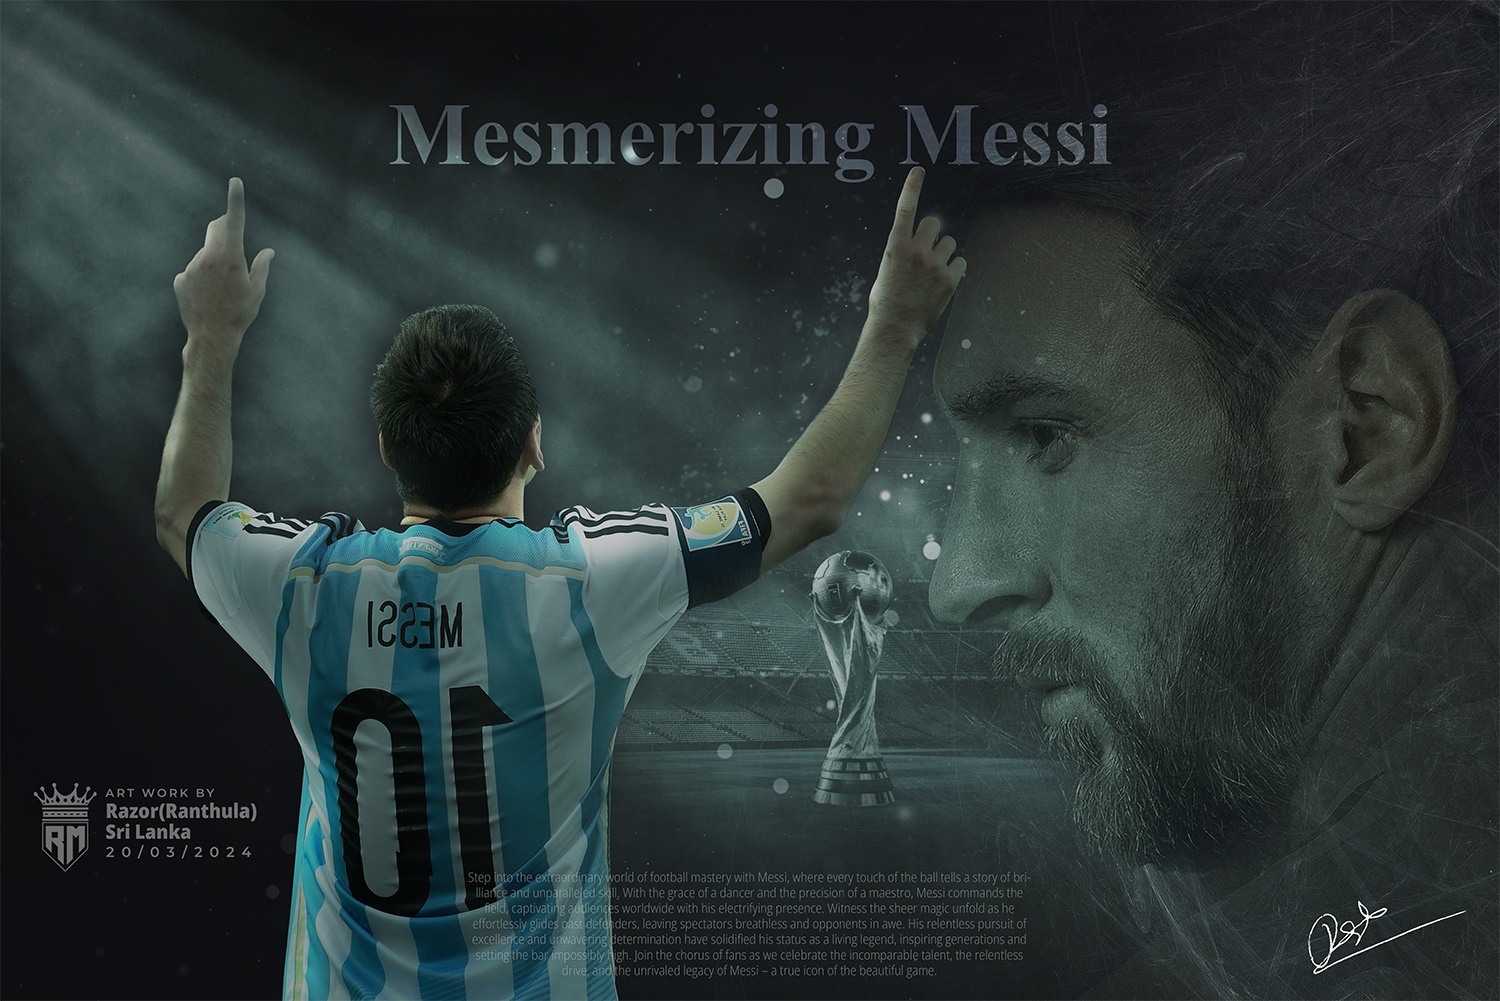 Mesmerizing Messi
MESSI
10
ART WORK BY
Razor(Ranthula)
Sri Lanka
20/03/2024
RM
Step into the extraordinary world of football mastery with Messi, where every touch of the ball tells a story of bri-
lliance and unparalleled skill, With the grace of a dancer and the precision of a maestro, Messi commands the
field, captivating audiences worldwide with his electrifying presence. Witness the sheer magic unfold as he
effortlessly glides past defenders, leaving spectators breathless and opponents in awe. His relentless pursuit of
excellence and unwavering determination have solidified his status as a living legend, inspiring generations and
setting the bar impossibly high. Join the chorus of fans as we celebrate the incomparable talent, the relentless
drive, and the unrivaled legacy of Messi – a true icon of the beautiful game.